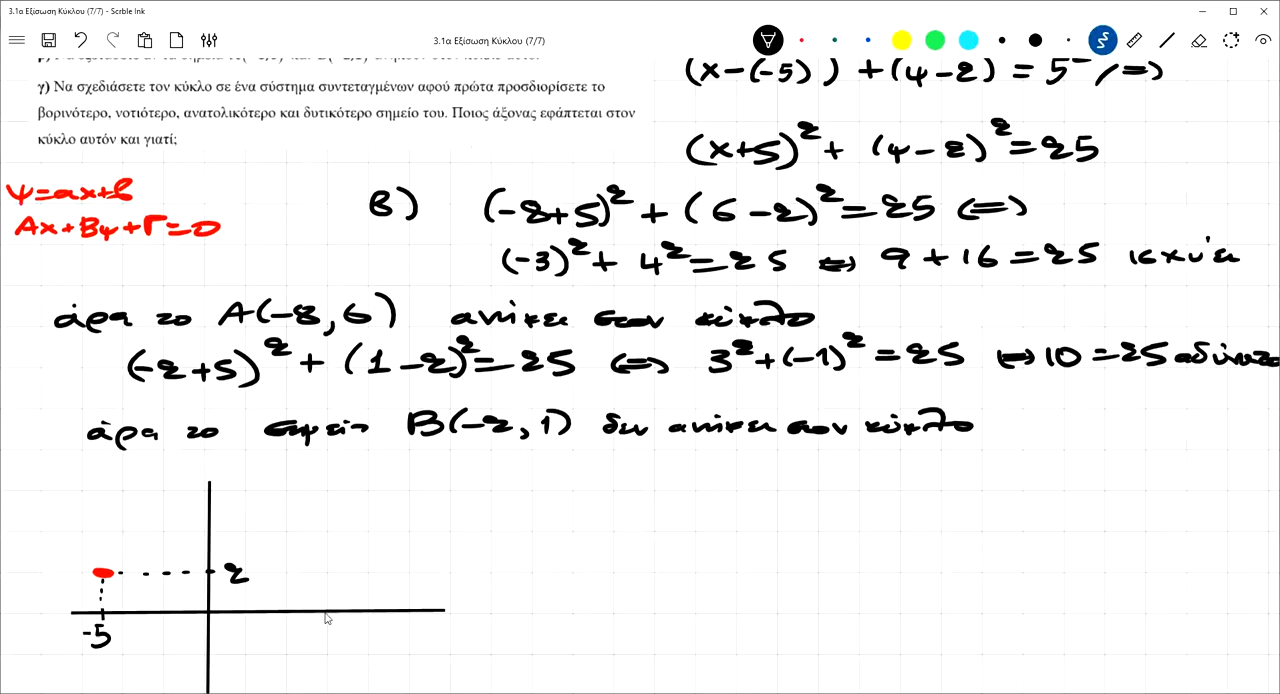 3.1α Εξίσωση Κύκλου (7/7) - Scrble Ink
3.1α Εξίσωση Κύκλου (7/7)
γ) Να σχεδιάσετε τον κύκλο σε ένα σύστημα συντεταγμένων αφού πρώτα προσδιορίσετε το
βορινότερο, νοτιότερο, ανατολικότερο και δυτικότερο σημείο του. Ποιος άξονας εφάπτεται στον
κύκλο αυτόν και γιατί;
(x-(-5))² + (ψ-2)² = 5² ⇔
(x+5)² + (ψ-2)² = 25
ψ=αx+β
Αx+Βψ+Γ=0
β) (-8+5)² + (6-2)² = 25 ⇔
(-3)² + 4² = 25 ⇔ 9+16=25 ισχύει
άρα το Α(-8,6) ανήκει στον κύκλο
(-2+5)² + (1-2)² = 25 ⇔ 3²+(-1)² = 25 ⇔ 10=25 αδύνατο
άρα το σημείο Β(-2,1) δεν ανήκει στον κύκλο
2
-5